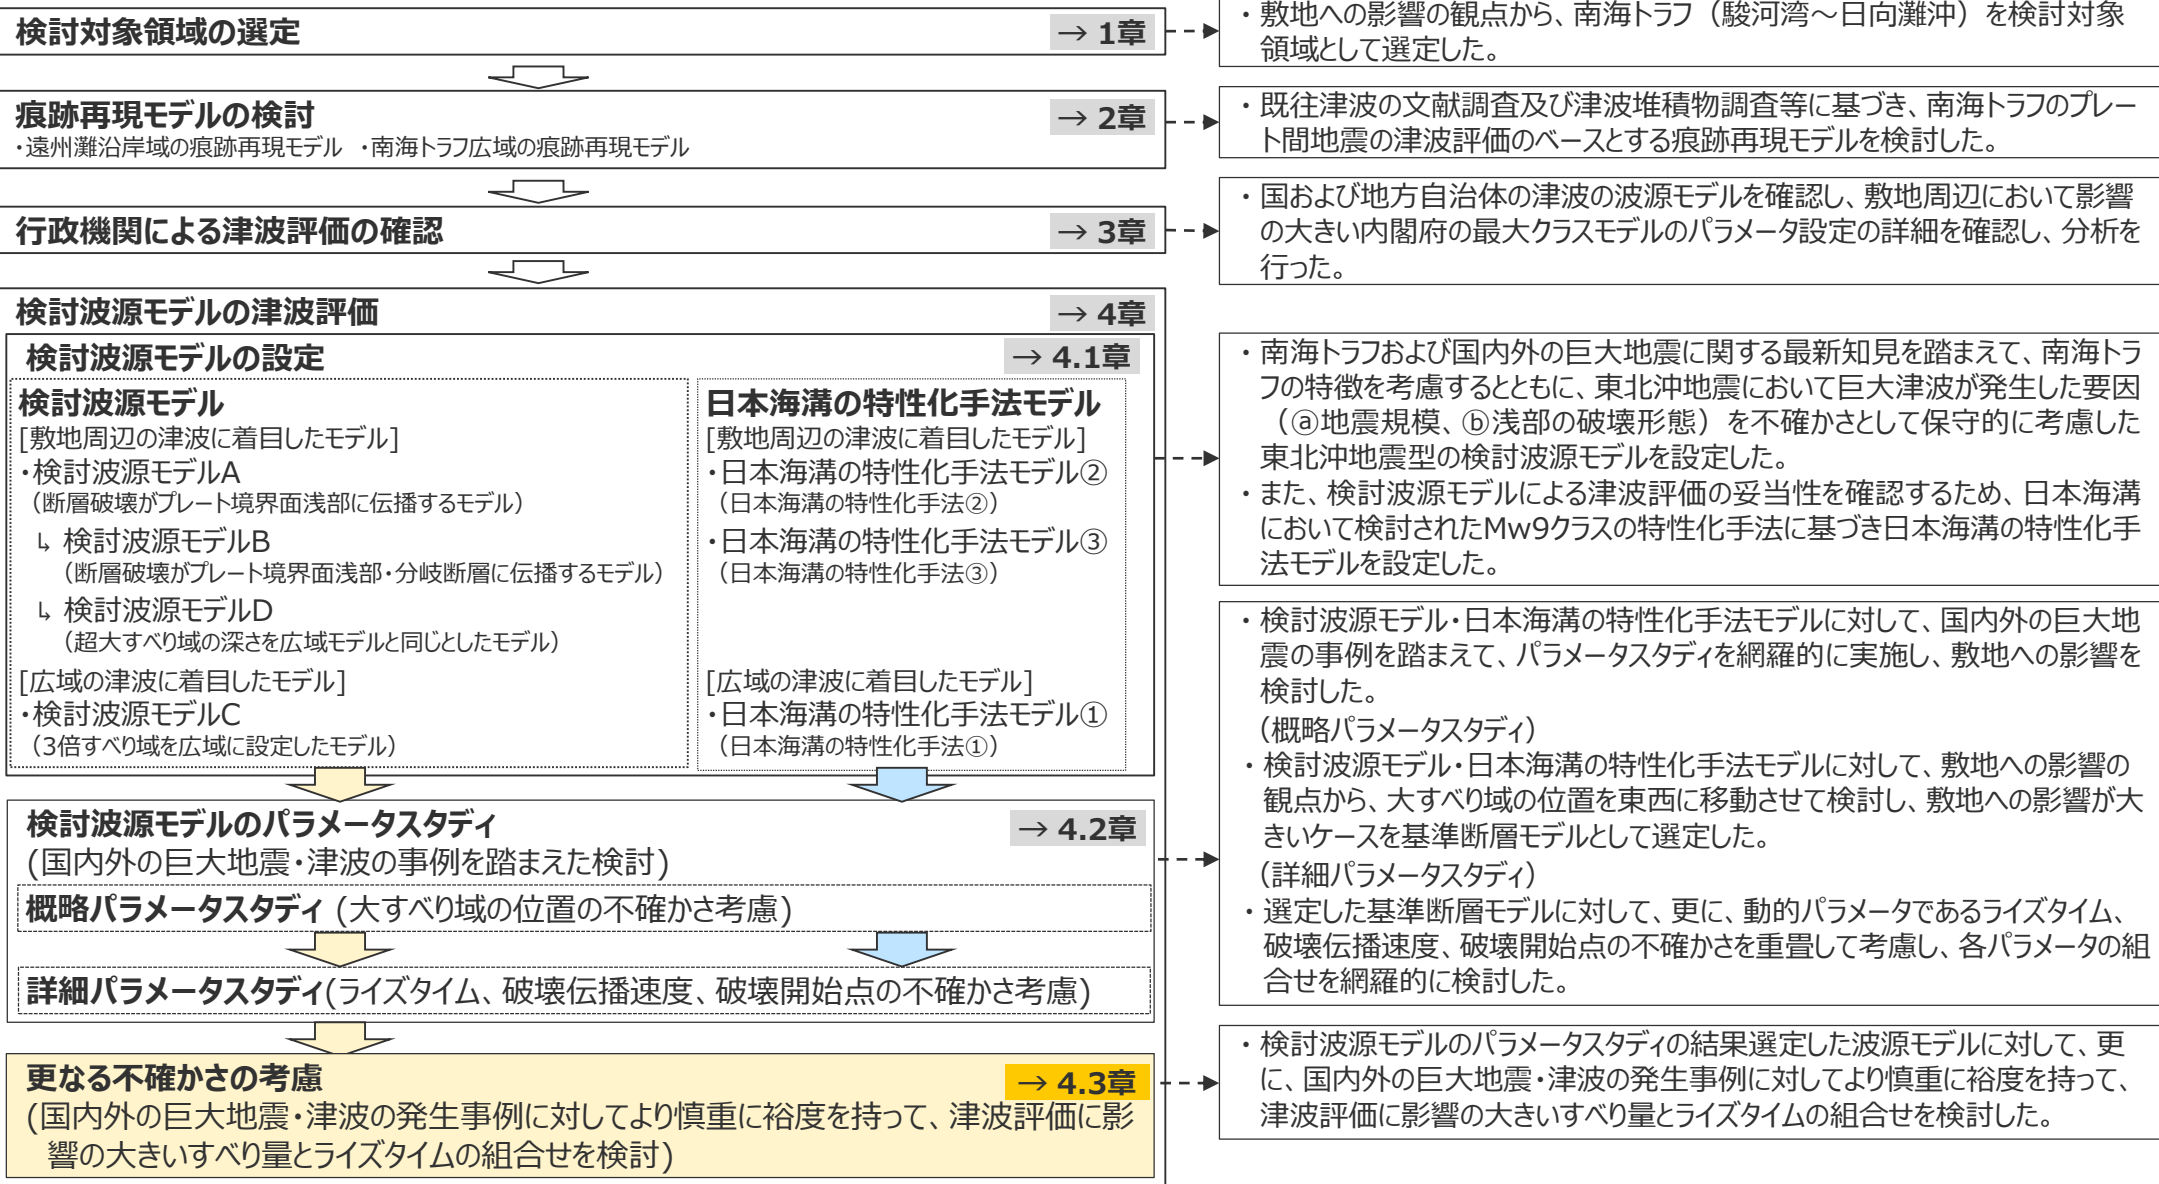 検討対象領域の選定
→ 1章
・敷地への影響の観点から、南海トラフ（駿河湾～日向灘沖）を検討対象
領域として選定した。
痕跡再現モデルの検討
→ 2章
・遠州灘沿岸域の痕跡再現モデル ・南海トラフ広域の痕跡再現モデル
・既往津波の文献調査及び津波堆積物調査等に基づき、南海トラフのプレー
ト間地震の津波評価のベースとする痕跡再現モデルを検討した。
行政機関による津波評価の確認
→ 3章
・国および地方自治体の津波の波源モデルを確認し、敷地周辺において影響
の大きい内閣府の最大クラスモデルのパラメータ設定の詳細を確認し、分析を
行った。
検討波源モデルの津波評価
→ 4章
検討波源モデルの設定
→ 4.1章
検討波源モデル
[敷地周辺の津波に着目したモデル]
・検討波源モデルA
（断層破壊がプレート境界面浅部に伝播するモデル）
↳ 検討波源モデルB
（断層破壊がプレート境界面浅部・分岐断層に伝播するモデル）
↳ 検討波源モデルD
（超大すべり域の深さを広域モデルと同じとしたモデル）
[広域の津波に着目したモデル]
・検討波源モデルC
（3倍すべり域を広域に設定したモデル）
日本海溝の特性化手法モデル
[敷地周辺の津波に着目したモデル]
・日本海溝の特性化手法モデル②
（日本海溝の特性化手法②）
・日本海溝の特性化手法モデル③
（日本海溝の特性化手法③）
[広域の津波に着目したモデル]
・日本海溝の特性化手法モデル①
（日本海溝の特性化手法①）
・南海トラフおよび国内外の巨大地震に関する最新知見を踏まえて、南海トラ
フの特徴を考慮するとともに、東北沖地震において巨大津波が発生した要因
（ⓐ地震規模、ⓑ浅部の破壊形態）を不確かさとして保守的に考慮した
東北沖地震型の検討波源モデルを設定した。
・また、検討波源モデルによる津波評価の妥当性を確認するため、日本海溝
において検討されたMw9クラスの特性化手法に基づき日本海溝の特性化手
法モデルを設定した。
検討波源モデルのパラメータスタディ
→ 4.2章
(国内外の巨大地震・津波の事例を踏まえた検討)
概略パラメータスタディ (大すべり域の位置の不確かさ考慮)
詳細パラメータスタディ(ライズタイム、破壊伝播速度、破壊開始点の不確かさ考慮)
・検討波源モデル・日本海溝の特性化手法モデルに対して、国内外の巨大地
震の事例を踏まえて、パラメータスタディを網羅的に実施し、敷地への影響を
検討した。
（概略パラメータスタディ）
・検討波源モデル・日本海溝の特性化手法モデルに対して、敷地への影響の
観点から、大すべり域の位置を東西に移動させて検討し、敷地への影響が大
きいケースを基準断層モデルとして選定した。
（詳細パラメータスタディ）
・選定した基準断層モデルに対して、更に、動的パラメータであるライズタイム、
破壊伝播速度、破壊開始点の不確かさを重畳して考慮し、各パラメータの組
合せを網羅的に検討した。
更なる不確かさの考慮
→ 4.3章
(国内外の巨大地震・津波の発生事例に対してより慎重に裕度を持って、津波評価に影
響の大きいすべり量とライズタイムの組合せを検討)
・検討波源モデルのパラメータスタディの結果選定した波源モデルに対して、更
に、国内外の巨大地震・津波の発生事例に対してより慎重に裕度を持って、
津波評価に影響の大きいすべり量とライズタイムの組合せを検討した。